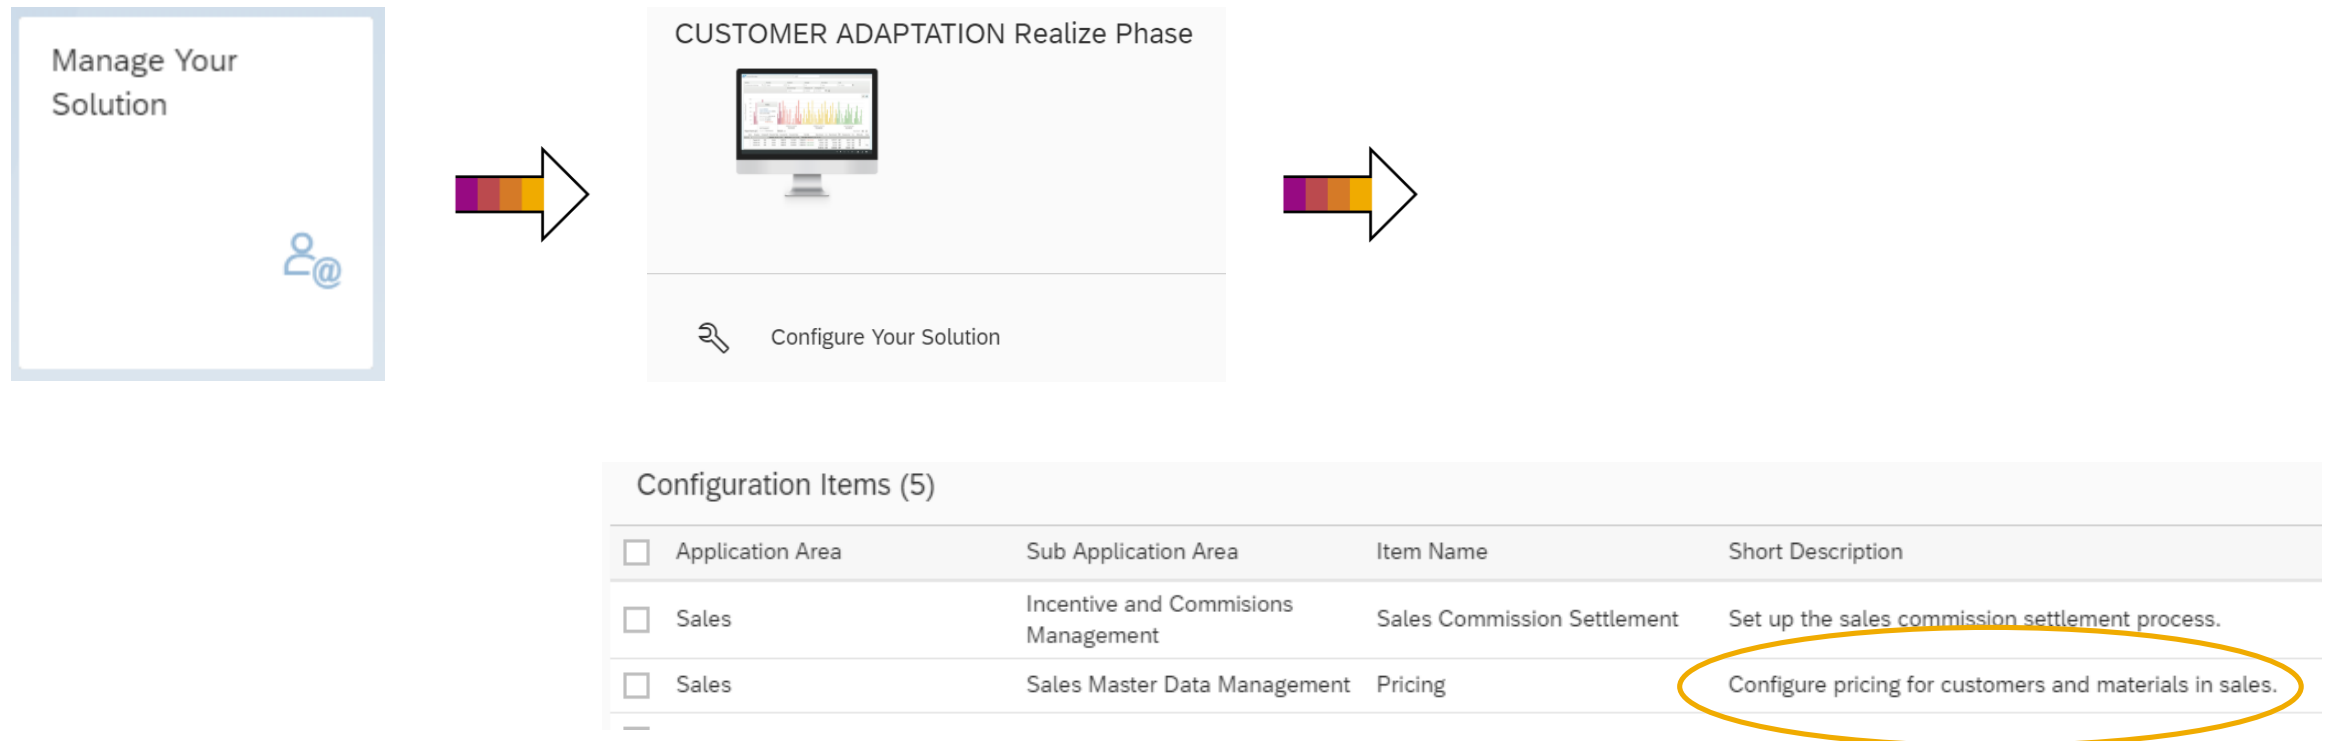 Manage Your
Solution
CUSTOMER ADAPTATION Realize Phase
Configure Your Solution
Configuration Items (5)
Application Area Sub Application Area Item Name Short Description
Sales Incentive and Commisions Management Sales Commission Settlement Set up the sales commission settlement process.
Sales Sales Master Data Management Pricing Configure pricing for customers and materials in sales.